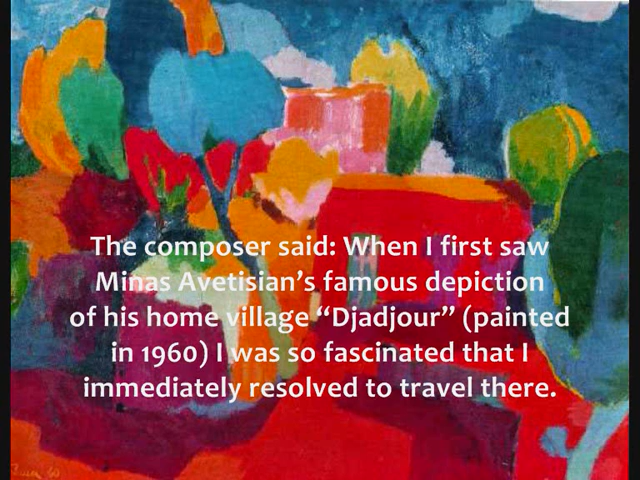 The composer said: When I first saw
Minas Avetisian’s famous depiction
of his home village “Djadjour” (painted
in 1960) I was so fascinated that I
immediately resolved to travel there.